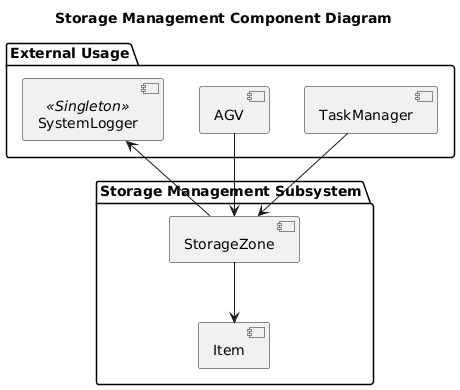 Storage Management Component Diagram
External Usage
«Singleton»
SystemLogger
AGV
TaskManager
Storage Management Subsystem
StorageZone
Item